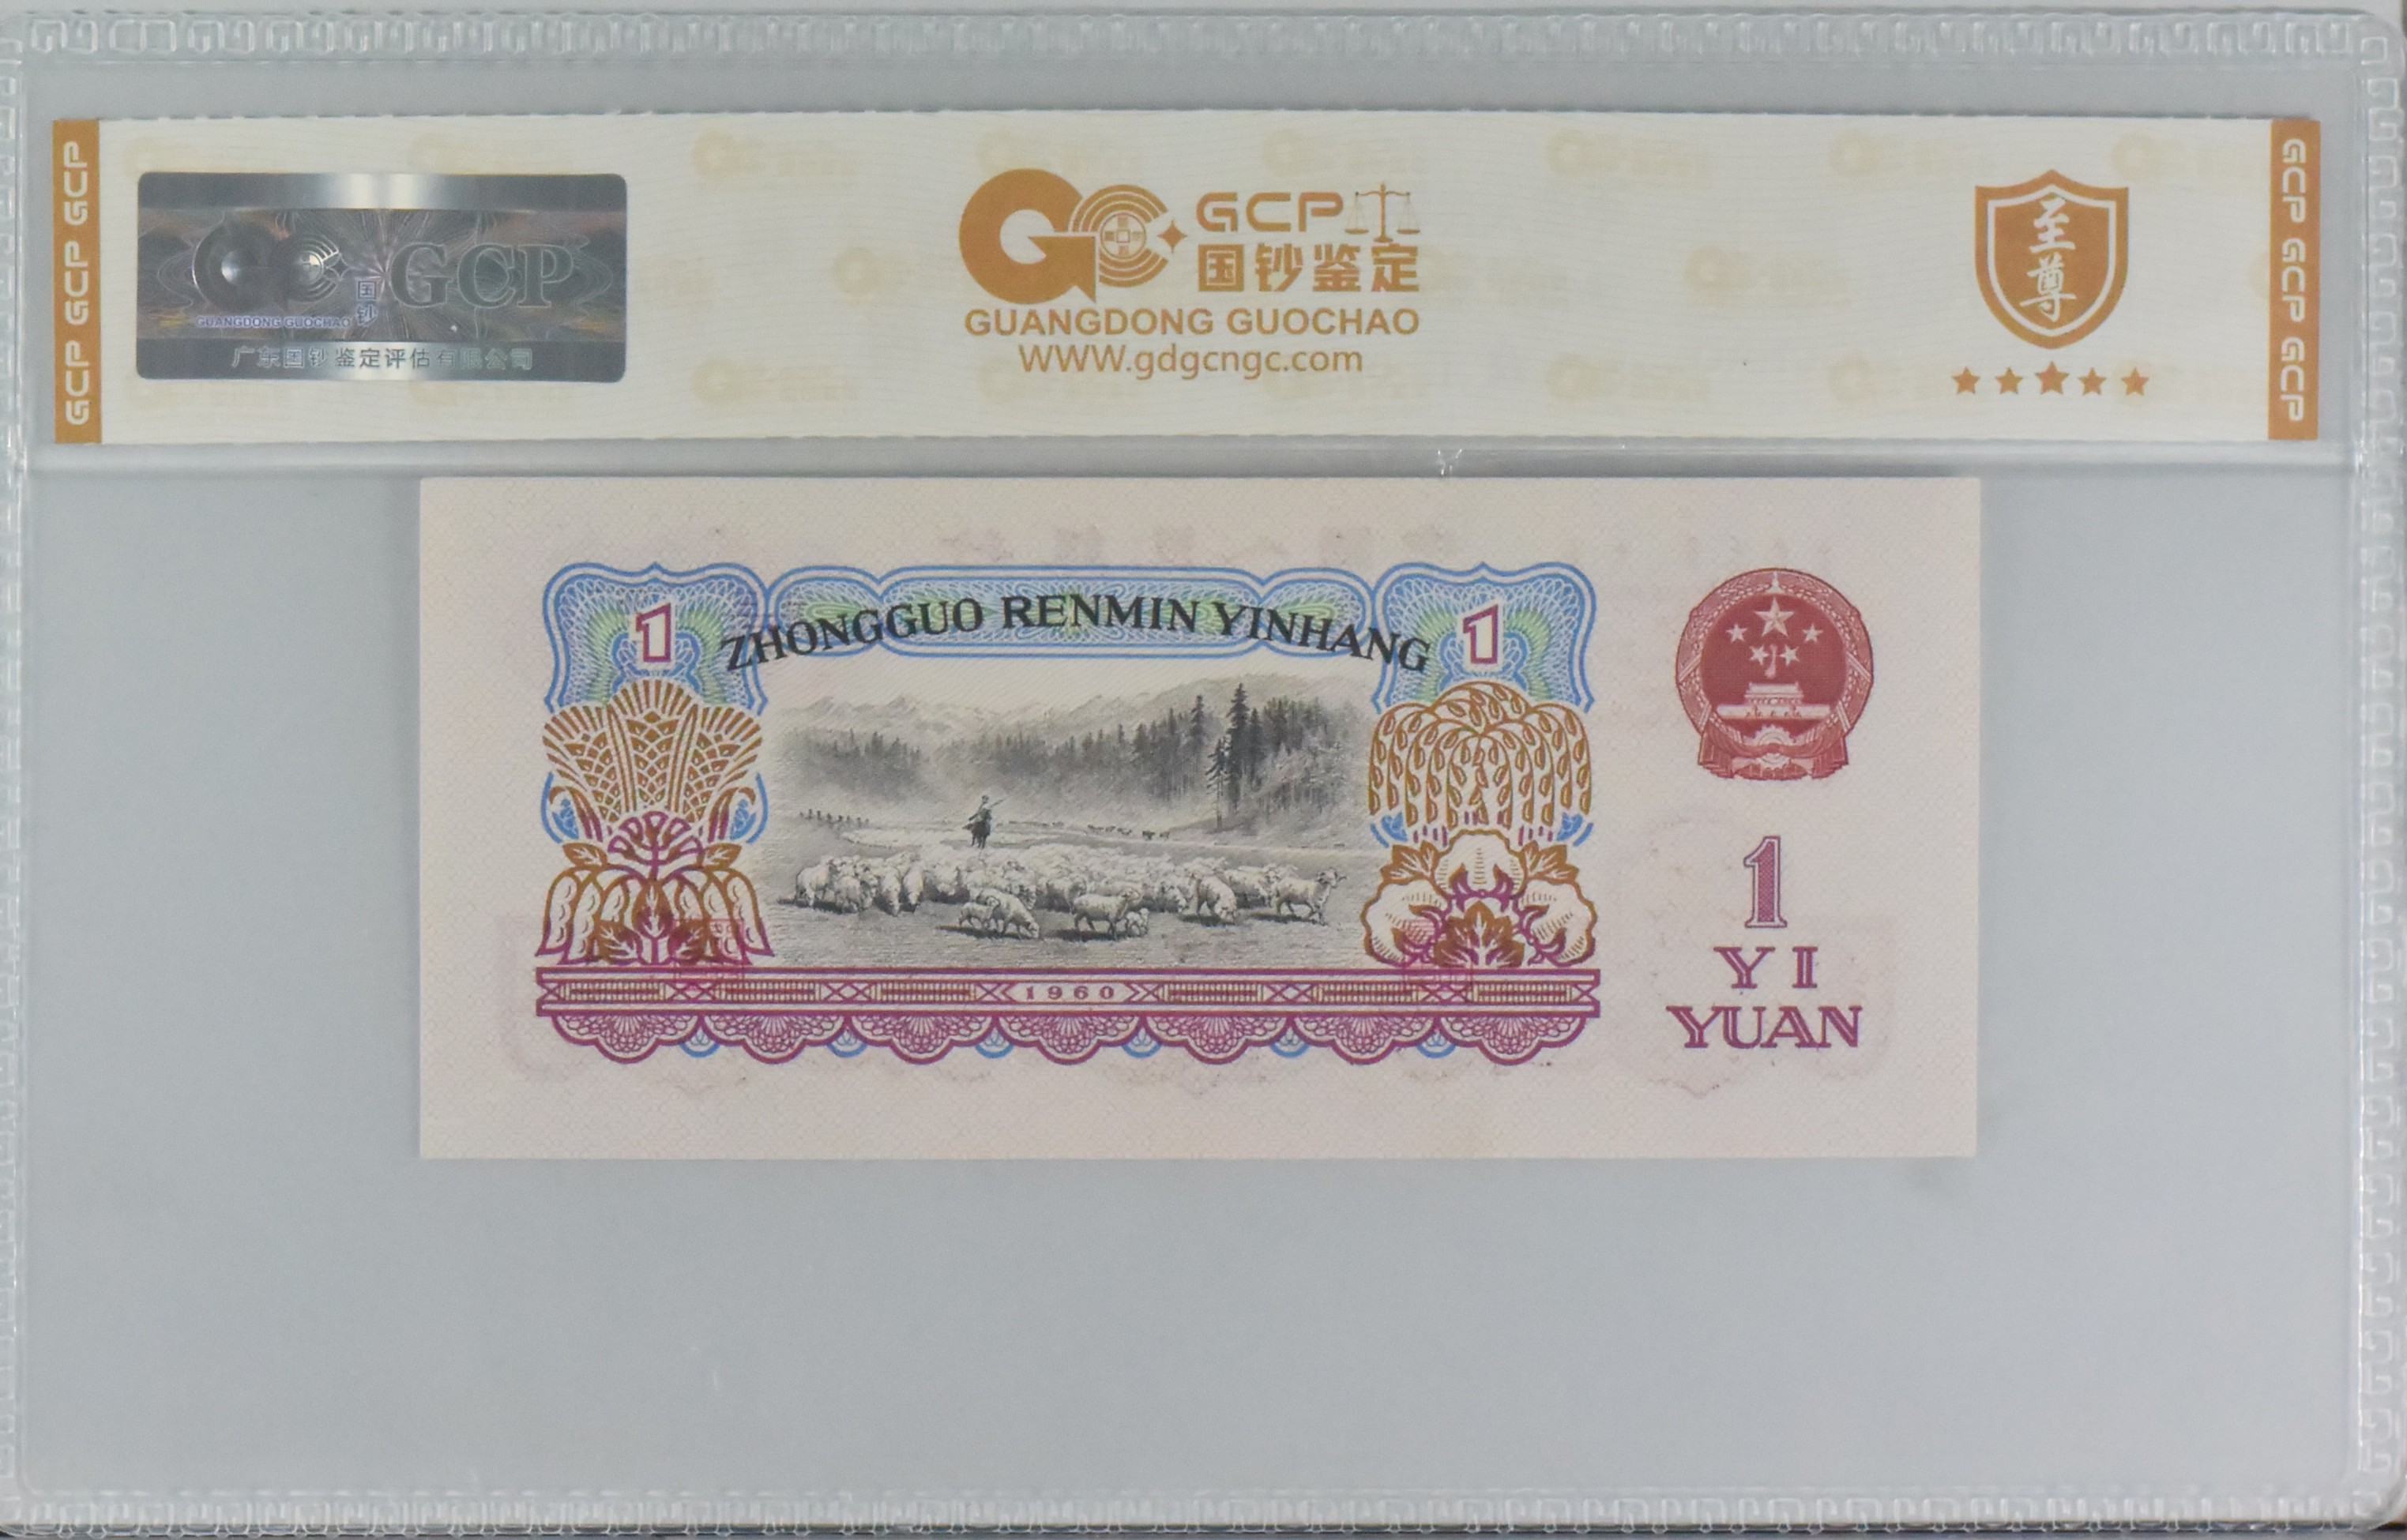 GCP GCP GCP
GCP
国钞
GUANGDONG GUOCHAO
广东国钞鉴定评估有限公司
GCP
国钞鉴定
GUANGDONG GUOCHAO
WWW.gdgcngc.com
至尊
GCP GCP GCP
1 ZHONGGUO RENMIN YINHANG 1
1960
1
YI
YUAN